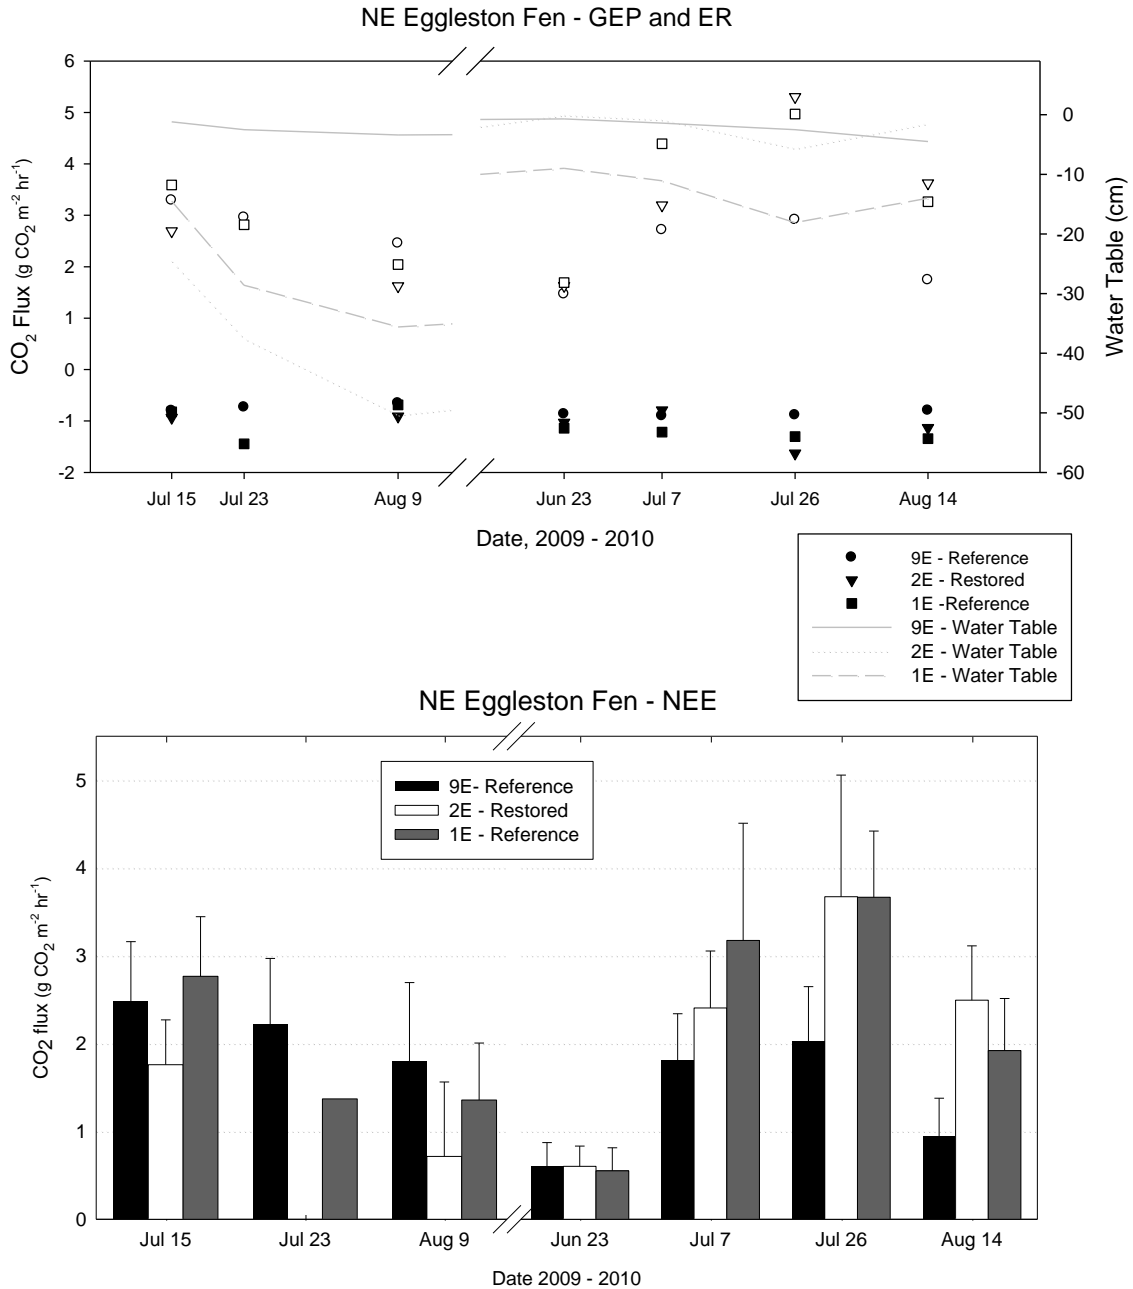 NE Eggleston Fen - GEP and ER
6
5
4
3
2
1
0
-1
-2
CO2 Flux (g CO2 m-2 hr-1)
0
-10
-20
-30
-40
-50
-60
Water Table (cm)
Jul 15
Jul 23
Aug 9
Jun 23
Jul 7
Jul 26
Aug 14
Date, 2009 - 2010
9E - Reference
2E - Restored
1E -Reference
9E - Water Table
2E - Water Table
1E - Water Table
NE Eggleston Fen - NEE
9E- Reference
2E - Restored
1E - Reference
5
4
3
2
1
0
CO2 flux (g CO2 m-2 hr-1)
Jul 15
Jul 23
Aug 9
Jun 23
Jul 7
Jul 26
Aug 14
Date 2009 - 2010